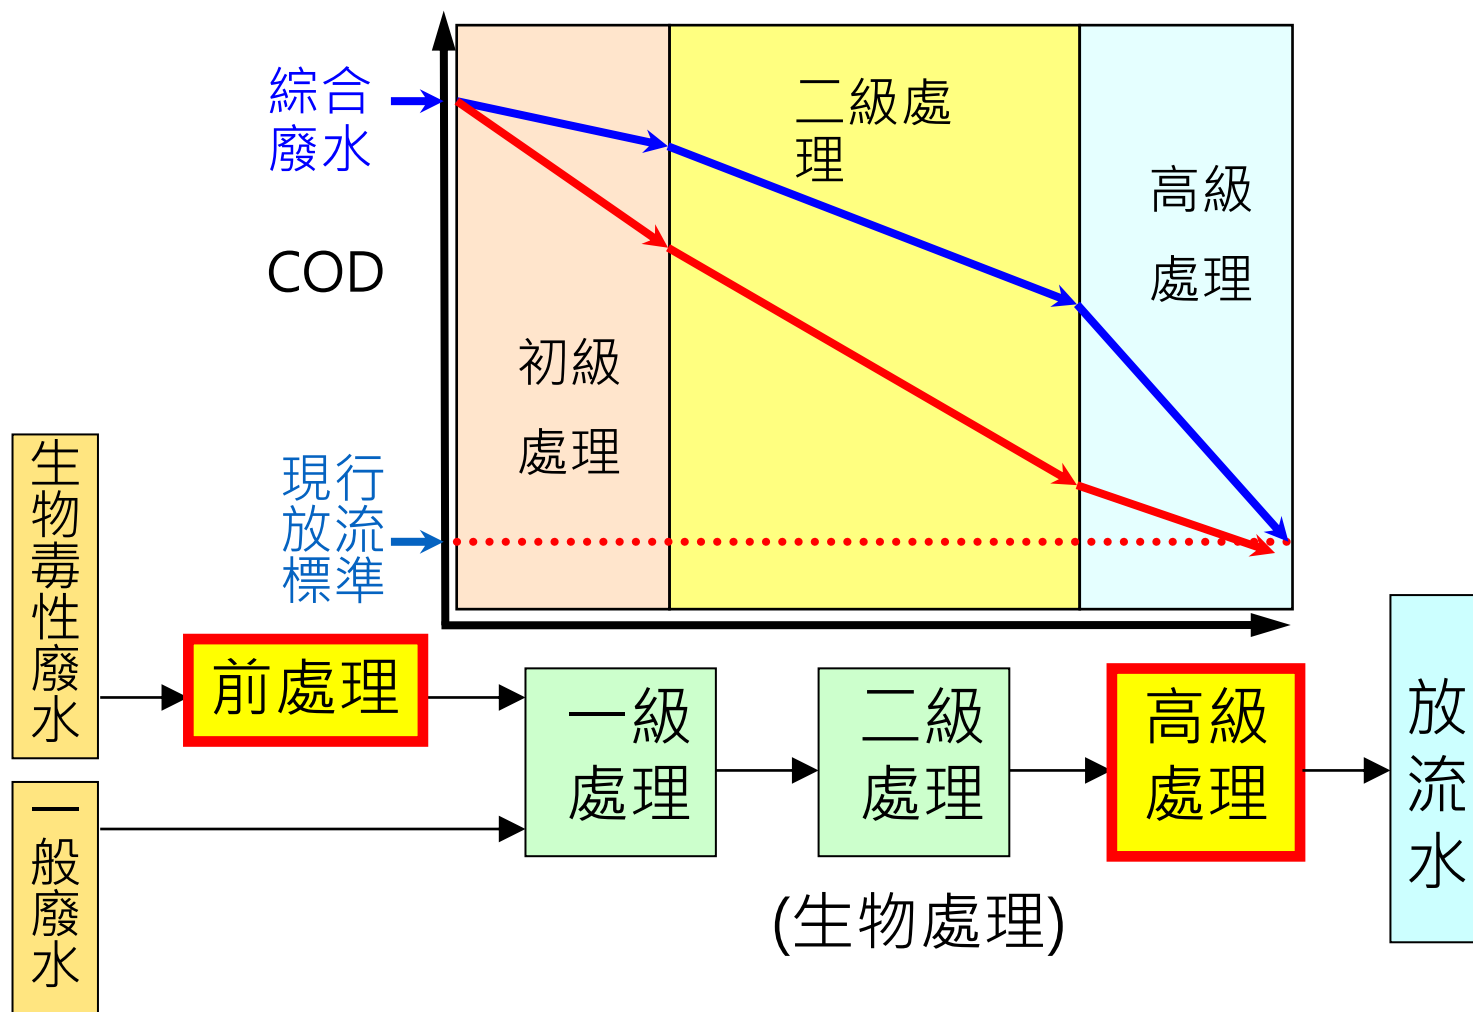 綜合
廢水
COD
現行
放流
標準
初級
處理
二級處
理
高級
處理
生物毒性廢水
一般廢水
前處理
一級
處理
二級
處理
高級
處理
(生物處理)
放流水